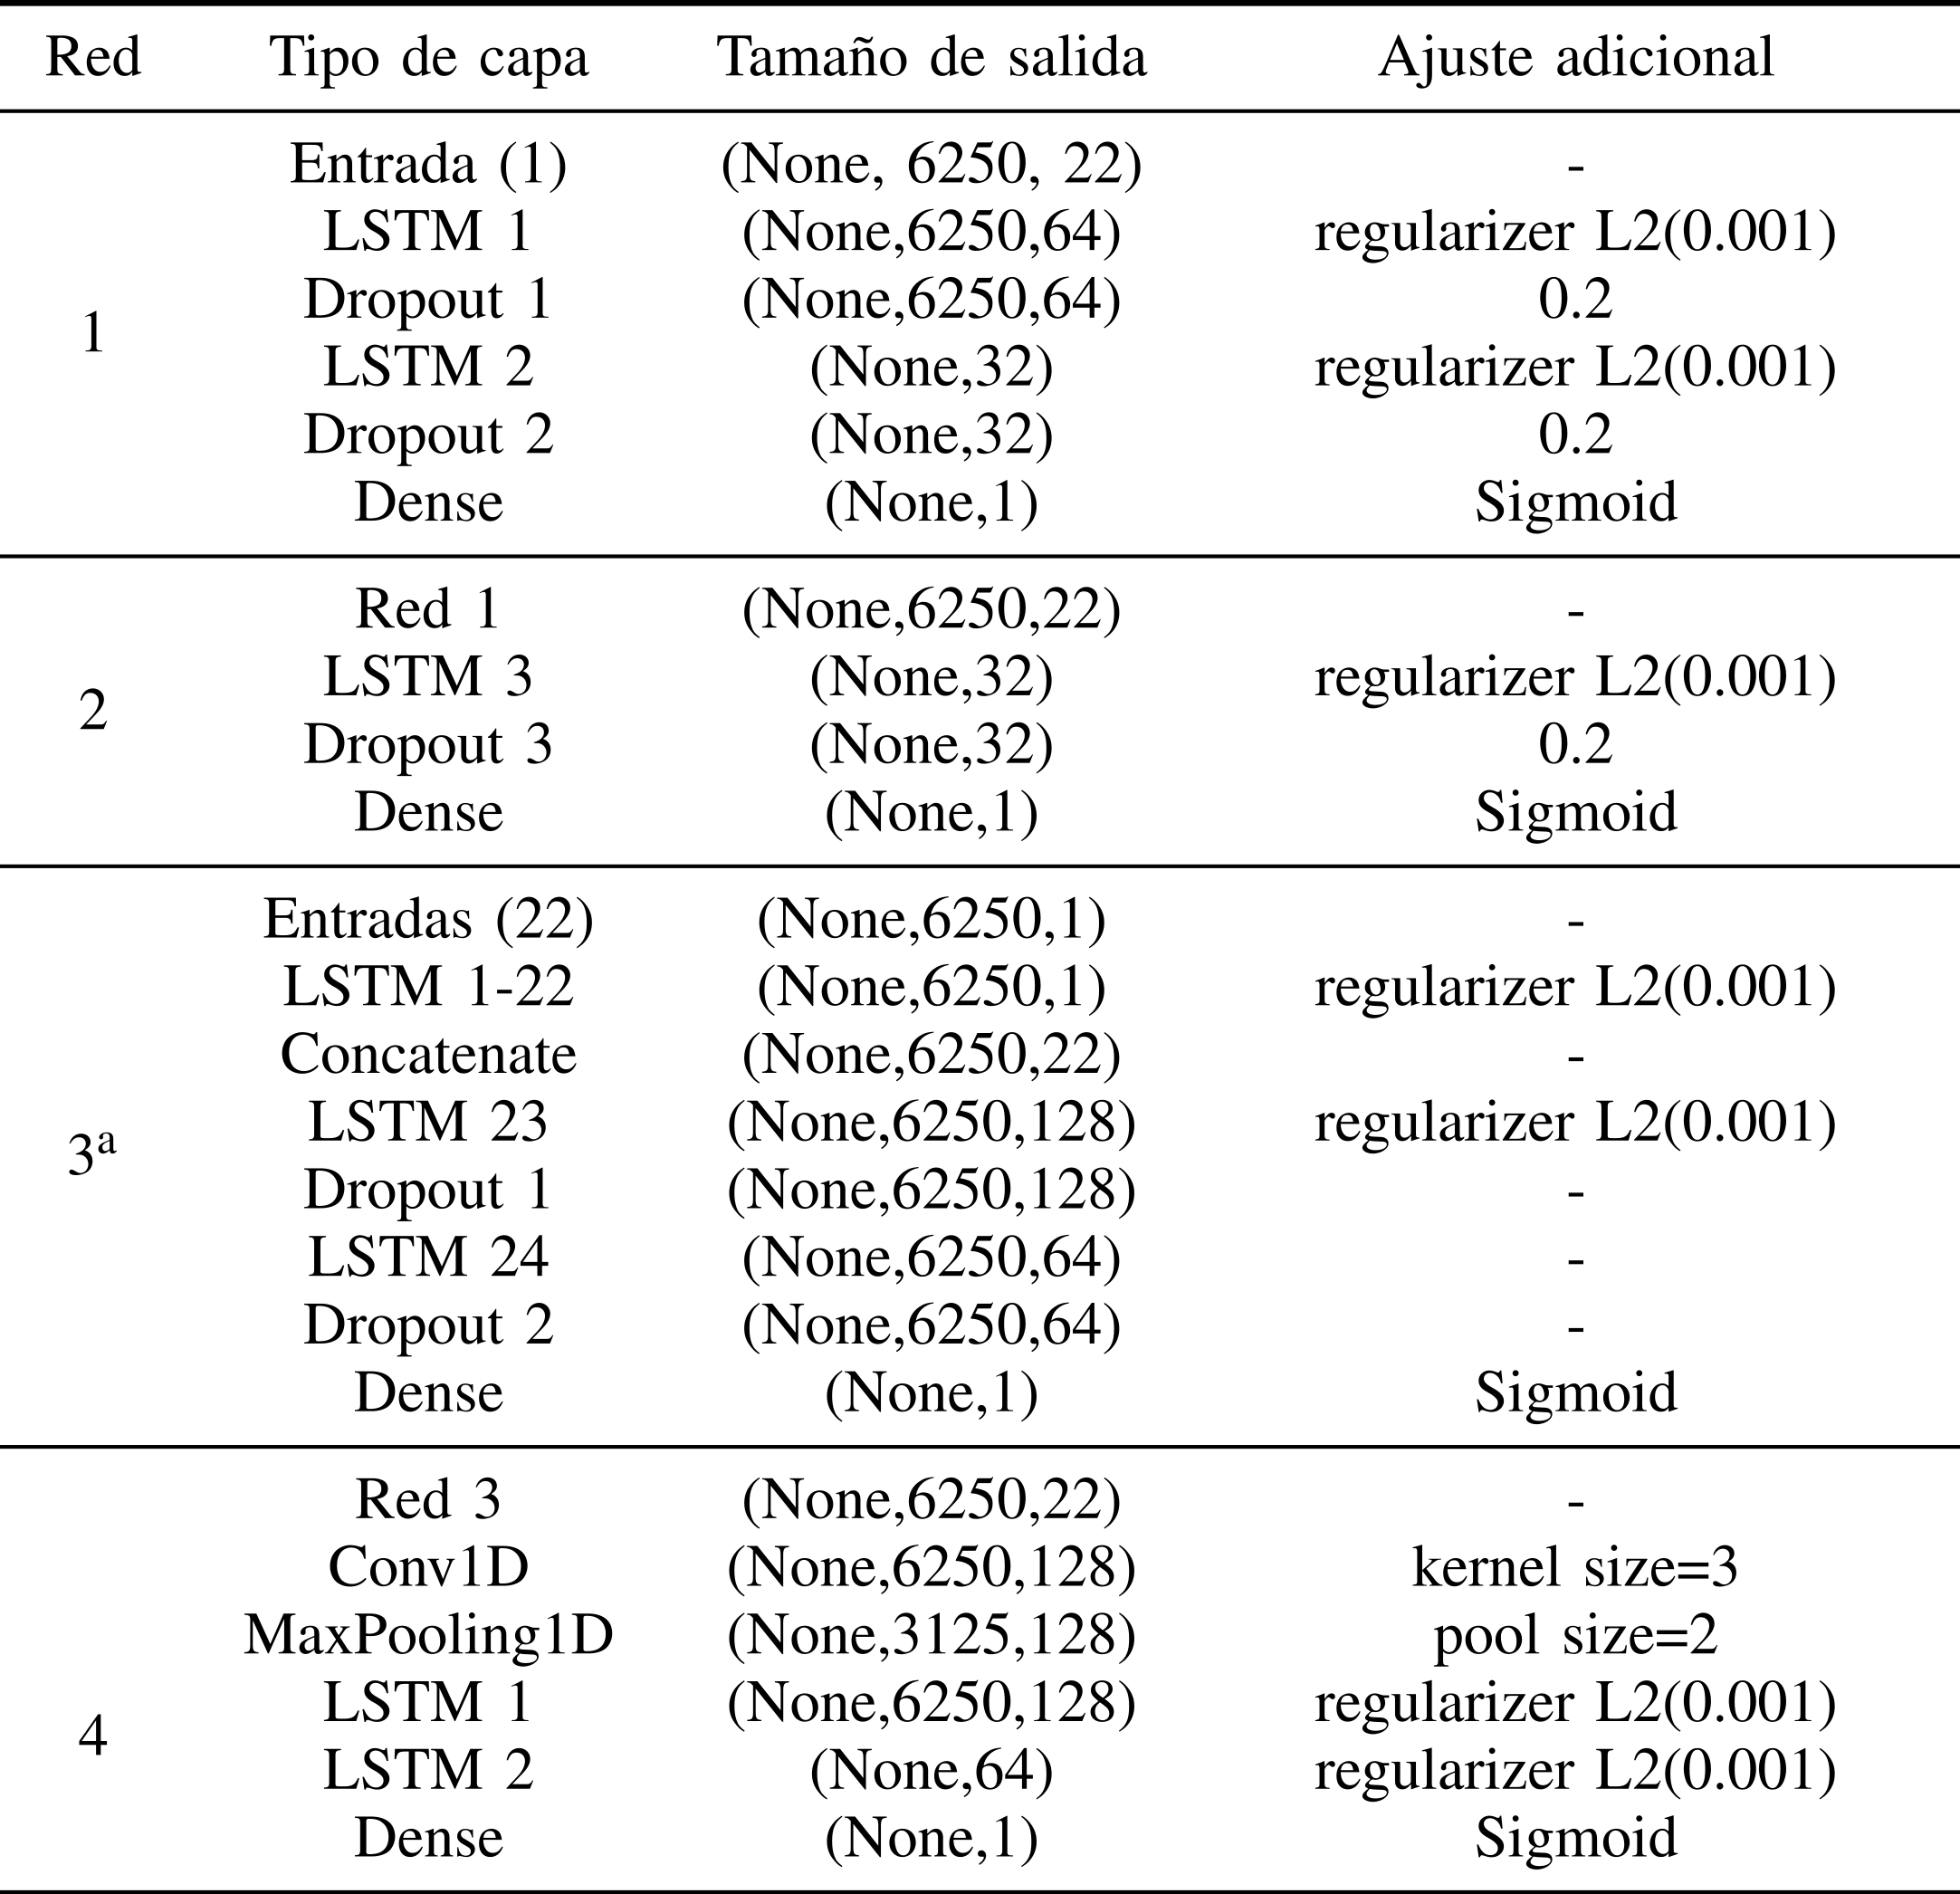 Red Tipo de capa Tamaño de salida Ajuste adicional
Entrada (1) (None, 6250, 22) -
LSTM 1 (None,6250,64) regularizer L2(0.001)
Dropout 1 (None,6250,64) 0.2
1
LSTM 2 (None,32) regularizer L2(0.001)
Dropout 2 (None,32) 0.2
Dense (None,1) Sigmoid
Red 1 (None,6250,22) -
LSTM 3 (None,32) regularizer L2(0.001)
2
Dropout 3 (None,32) 0.2
Dense (None,1) Sigmoid
Entradas (22) (None,6250,1) -
LSTM 1-22 (None,6250,1) regularizer L2(0.001)
Concatenate (None,6250,22) -
LSTM 23 (None,6250,128) regularizer L2(0.001)
3ª
Dropout 1 (None,6250,128) -
LSTM 24 (None,6250,64) -
Dropout 2 (None,6250,64) -
Dense (None,1) Sigmoid
Red 3 (None,6250,22) -
Conv1D (None,6250,128) kernel size=3
MaxPooling1D (None,3125,128) pool size=2
LSTM 1 (None,6250,128) regularizer L2(0.001)
4
LSTM 2 (None,64) regularizer L2(0.001)
Dense (None,1) Sigmoid